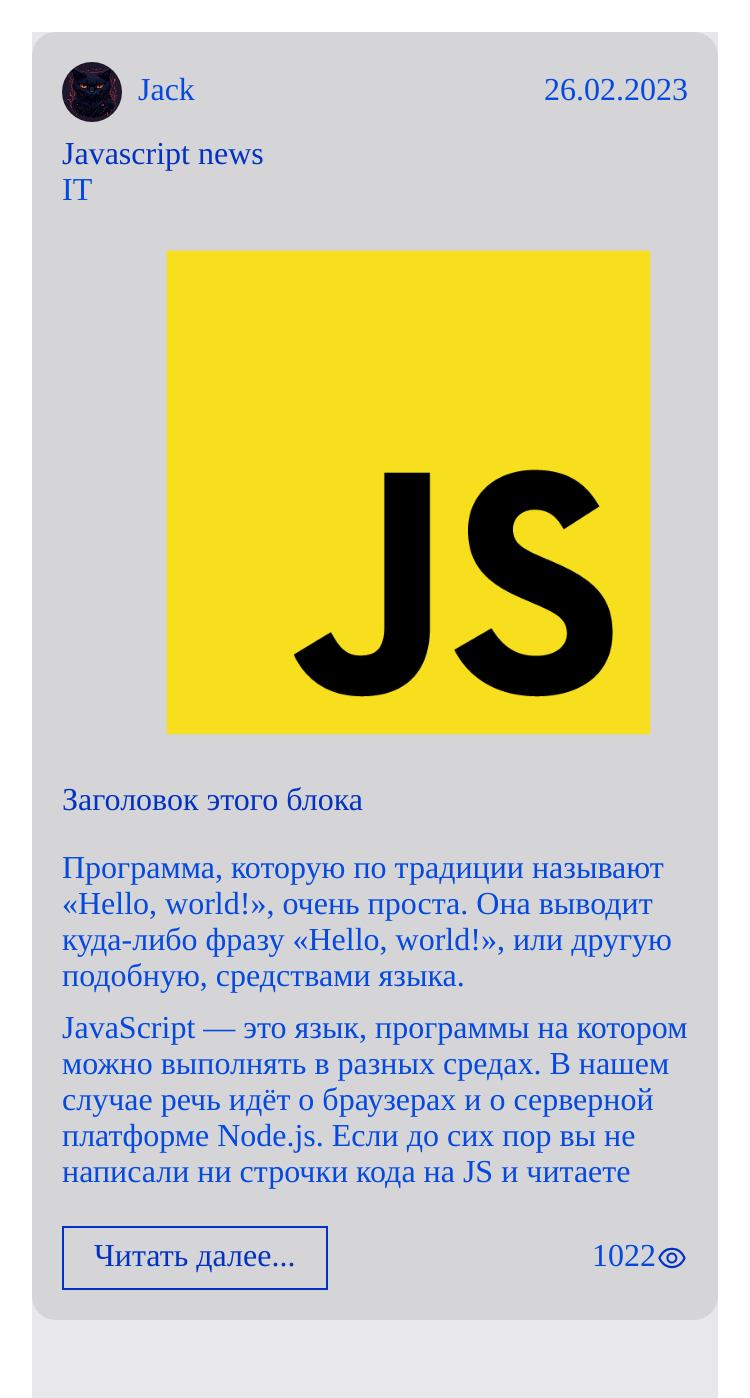 Jack
26.02.2023
Javascript news
IT
JS
Заголовок этого блока
Программа, которую по традиции называют
«Hello, world!», очень проста. Она выводит
куда-либо фразу «Hello, world!», или другую
подобную, средствами языка.
JavaScript — это язык, программы на котором
можно выполнять в разных средах. В нашем
случае речь идёт о браузерах и о серверной
платформе Node.js. Если до сих пор вы не
написали ни строчки кода на JS и читаете
Читать далее...
1022